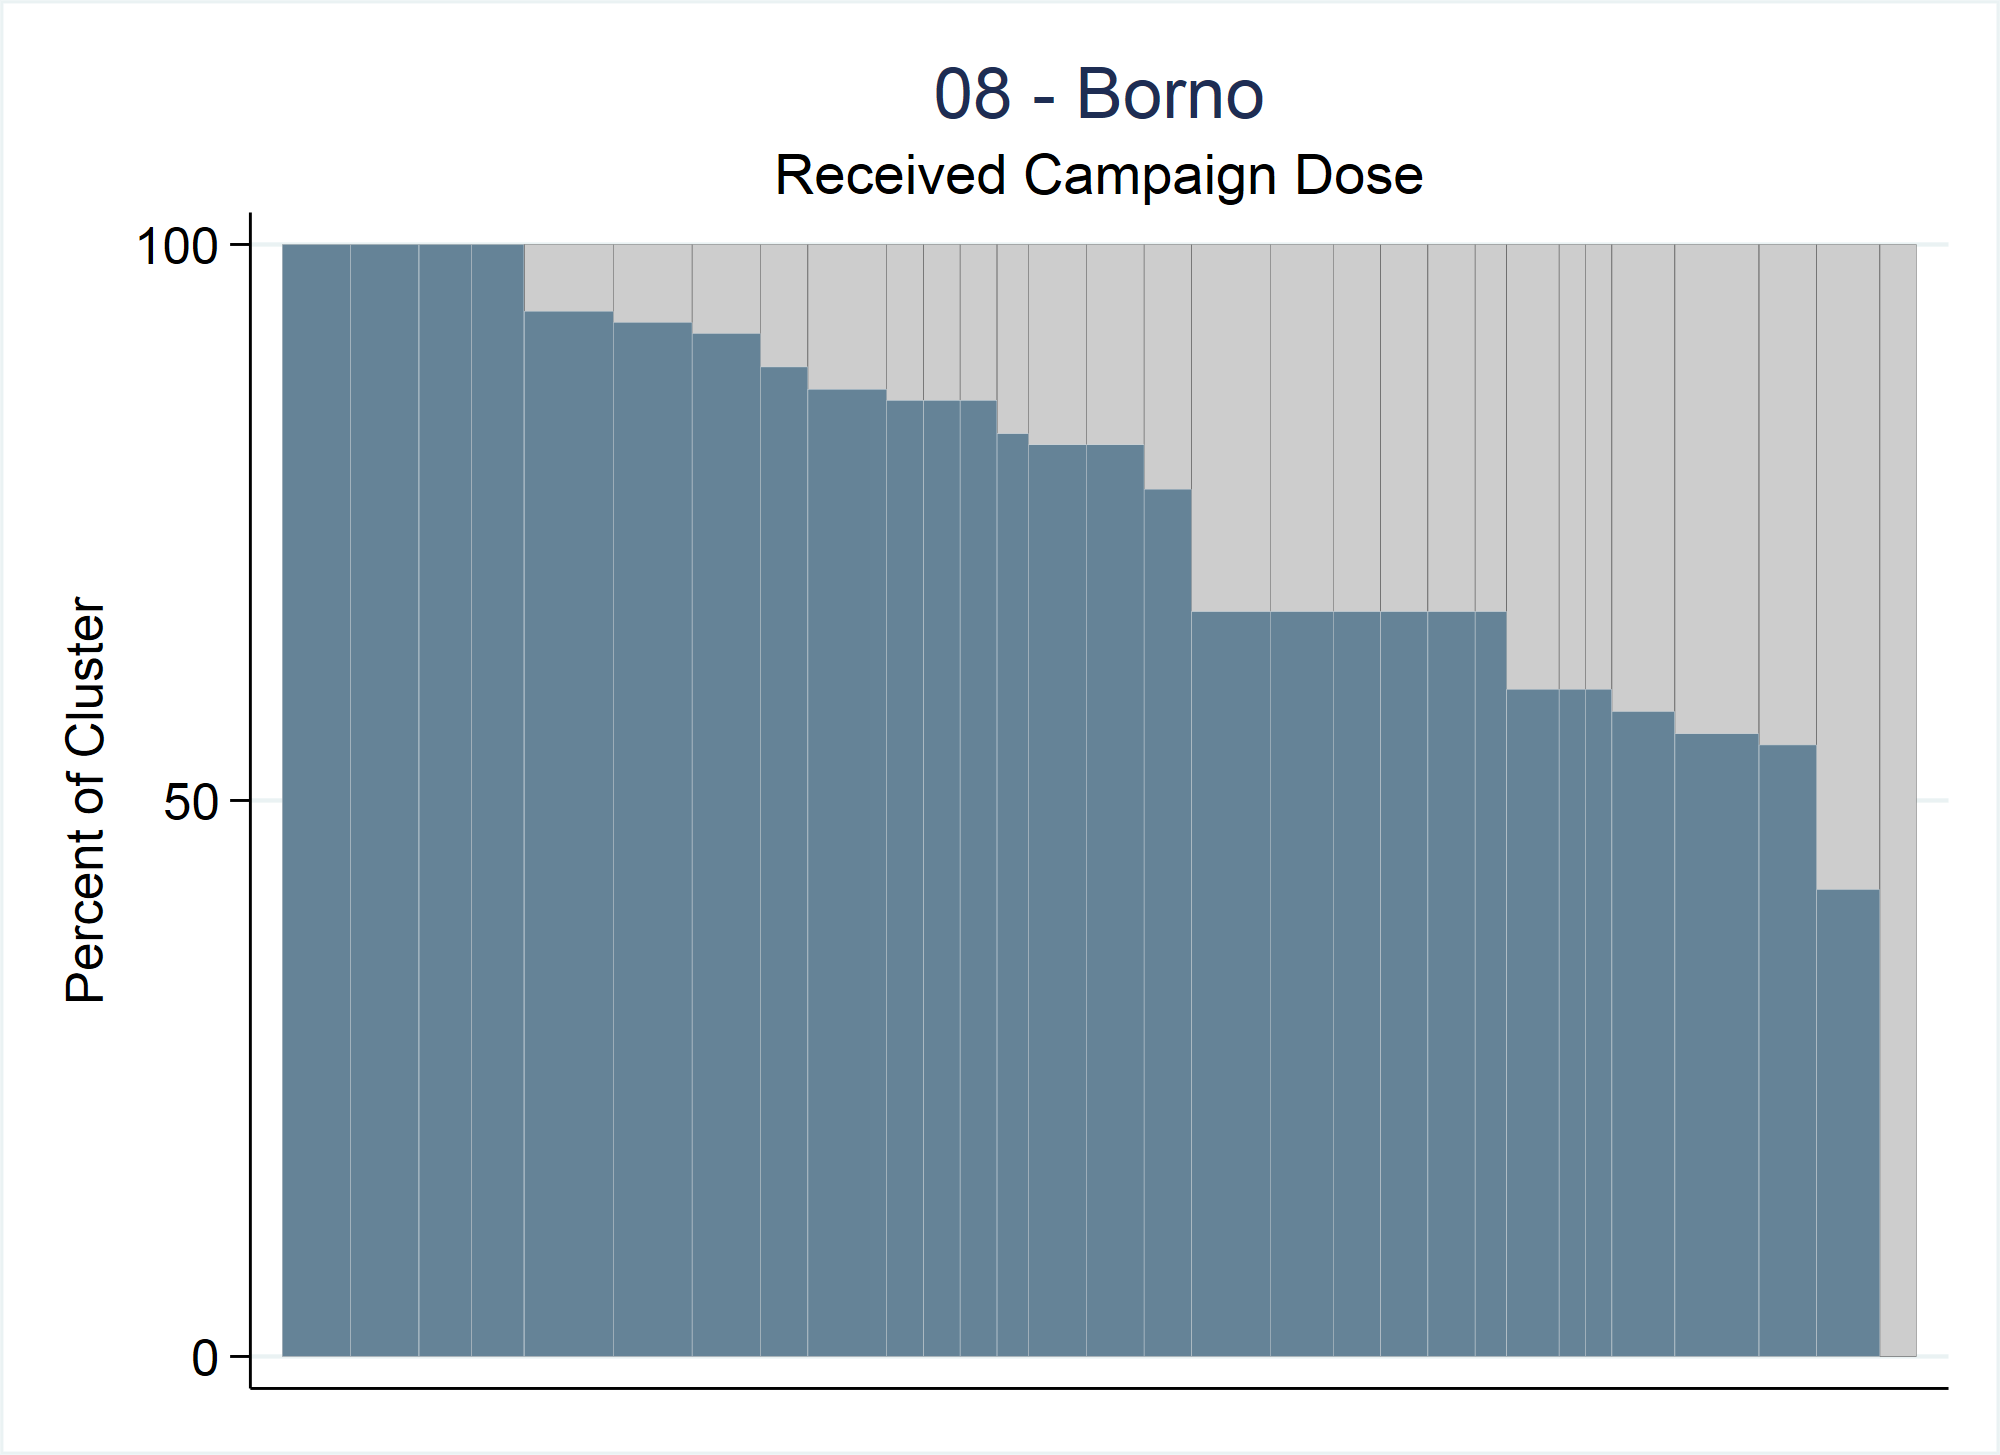 08 - Borno
Received Campaign Dose
100
50
0
Percent of Cluster